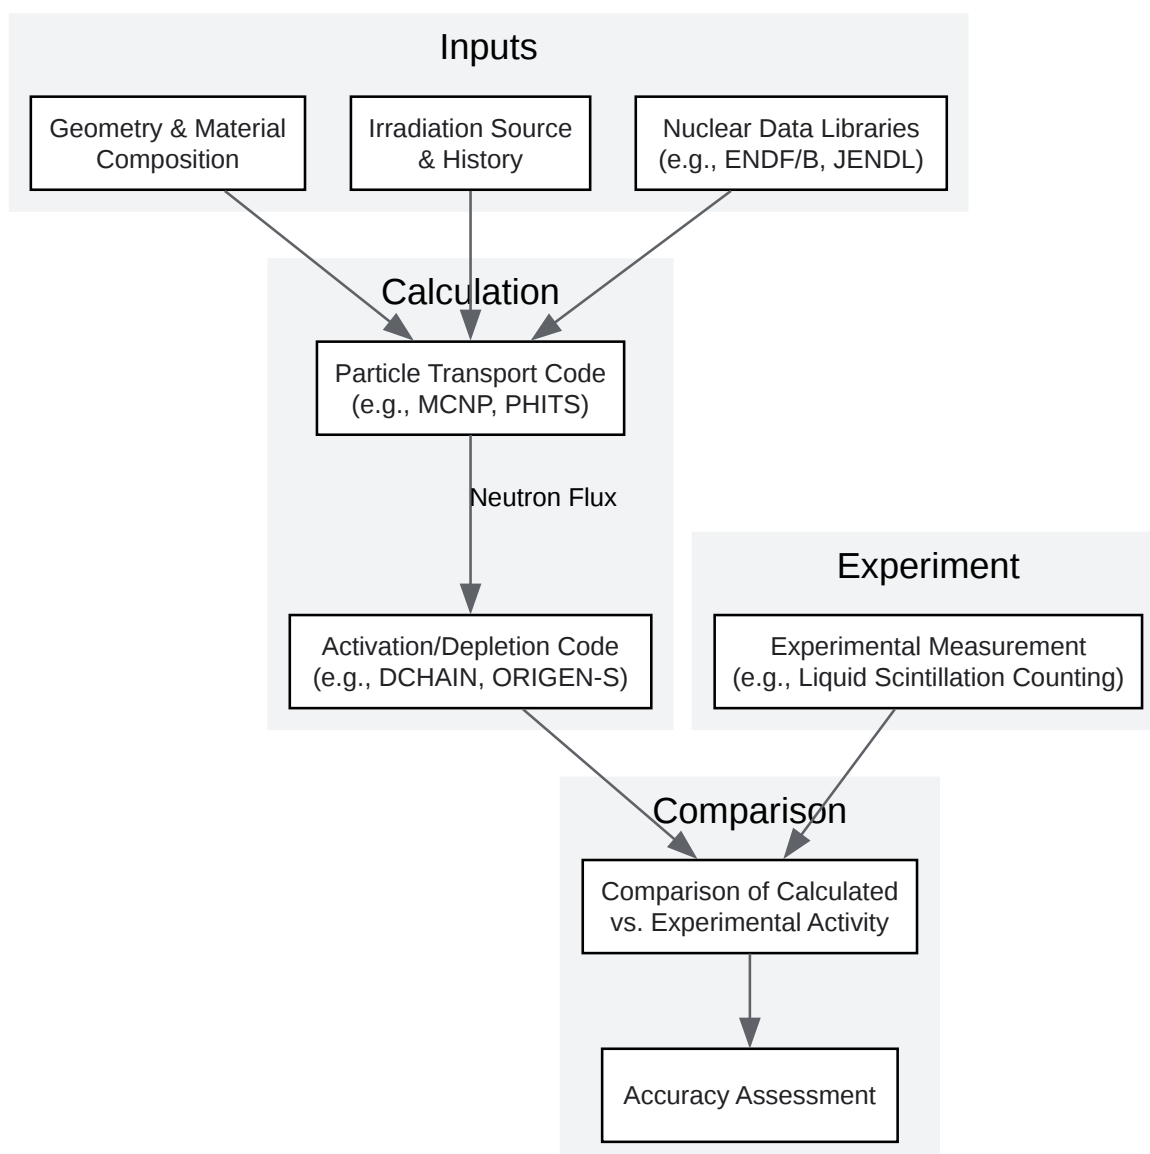 Inputs
Geometry & Material
Composition
Irradiation Source
& History
Nuclear Data Libraries
(e.g., ENDF/B, JENDL)
Calculation
Particle Transport Code
(e.g., MCNP, PHITS)
Neutron Flux
Activation/Depletion Code
(e.g., DCHAIN, ORIGEN-S)
Experiment
Experimental Measurement
(e.g., Liquid Scintillation Counting)
Comparison
Comparison of Calculated
vs. Experimental Activity
Accuracy Assessment